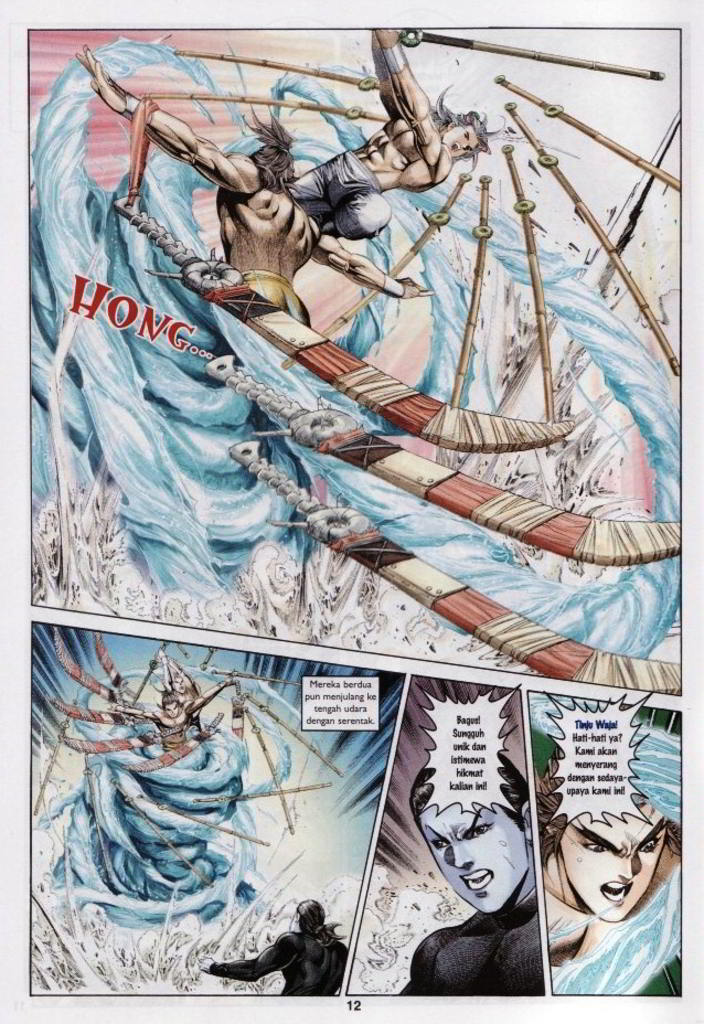 HONG...
Mereka berdua
pun menjulang ke
tengah udara
dengan serentak.
Bagus!
Sungguh
unik dan
istimewa
hikmat
kalian ini!
Tinju Waja!
Hati-hati ya?
Kami akan
menyerang
dengan sedaya-
upaya kami ini!
12